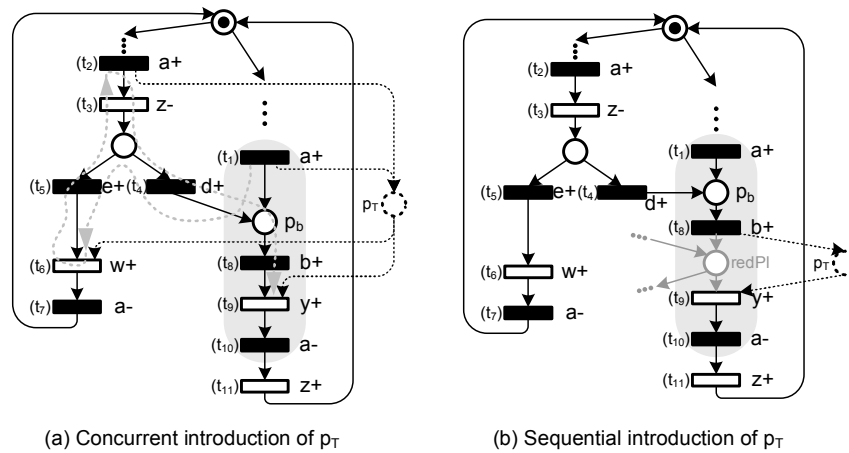 (t2) a+
(t3) z-
(t1) a+
(t5) e+ (t4) d+
pT
pb
(t6) w+
(t8) b+
(t7) a-
(t9) y+
(t10) a-
(t11) z+
(a) Concurrent introduction of pT
(t2) a+
(t3) z-
(t1) a+
(t5) e+ (t4) d+
pb
(t8) b+
(t6) w+
redPI
pT
(t7) a-
(t9) y+
(t10) a-
(t11) z+
(b) Sequential introduction of pT